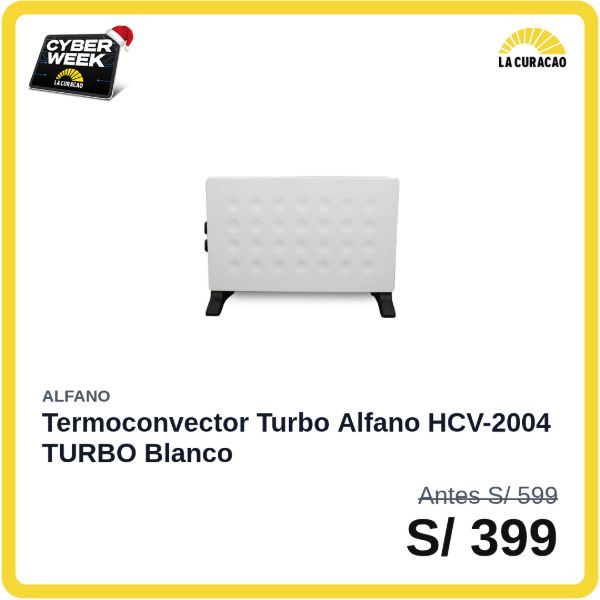 CYBER
WEEK
LA CURACAO
LA CURACAO
ALFANO
Termoconvector Turbo Alfano HCV-2004
TURBO Blanco
Antes S/ 599
S/ 399